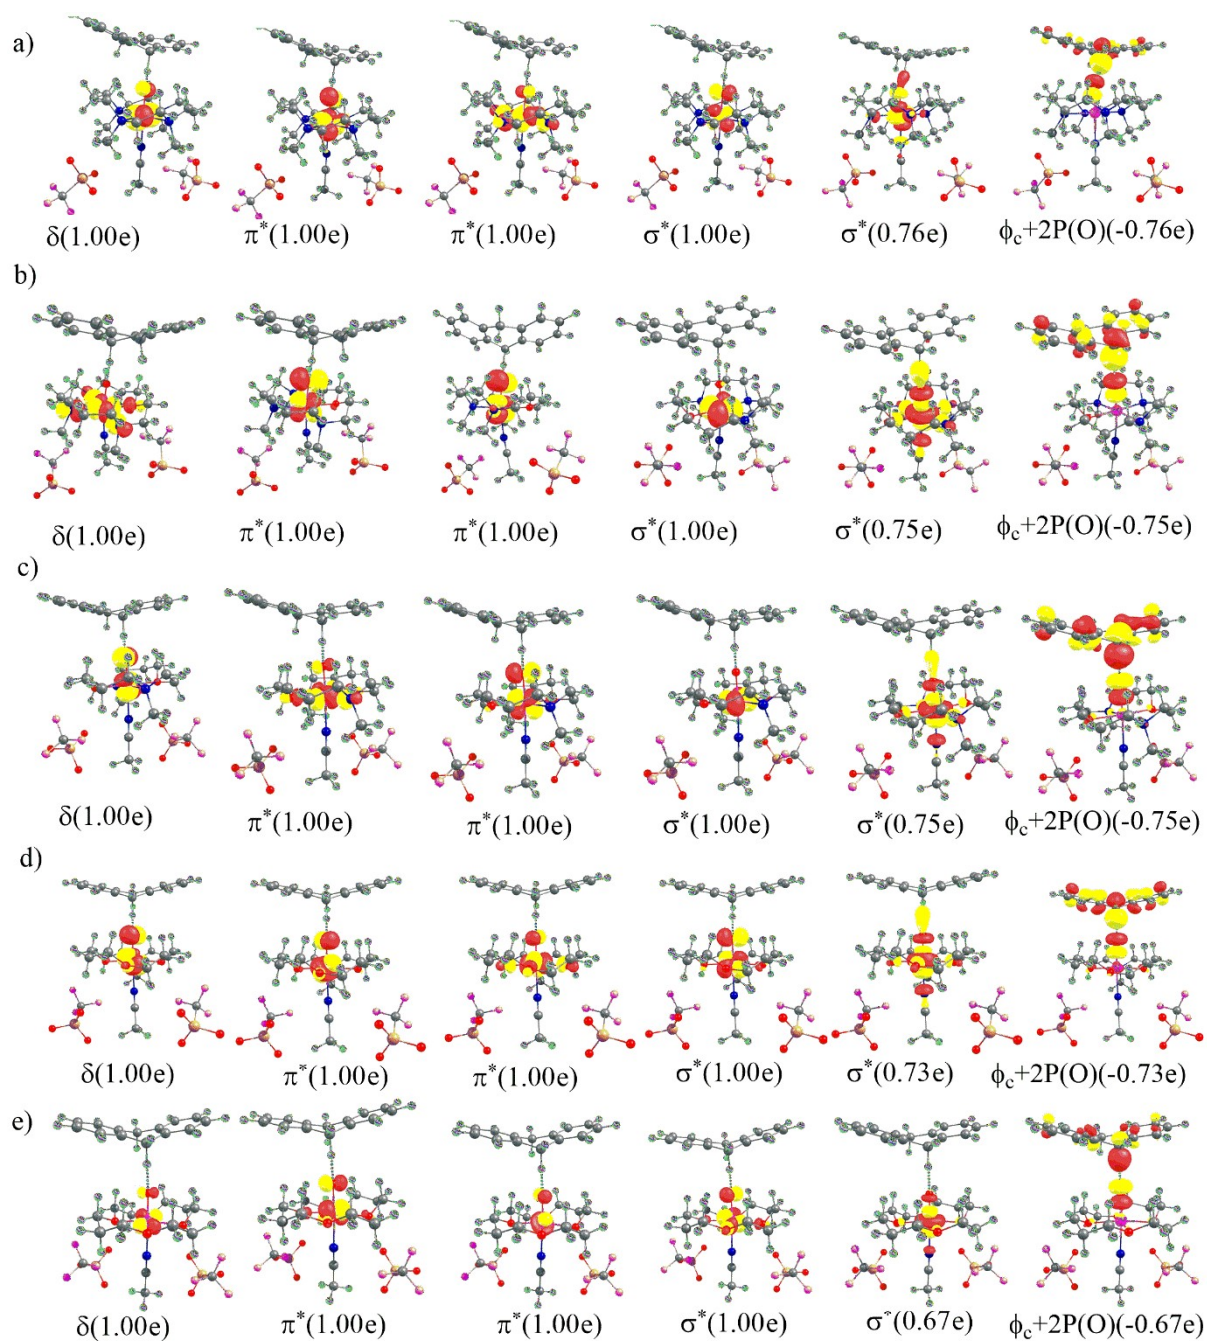 a)
δ(1.00e) π*(1.00e) π*(1.00e) σ*(1.00e) σ*(0.76e) ϕc+2P(O)(-0.76e)
b)
δ(1.00e) π*(1.00e) π*(1.00e) σ*(1.00e) σ*(0.75e) ϕc+2P(O)(-0.75e)
c)
δ(1.00e) π*(1.00e) π*(1.00e) σ*(1.00e) σ*(0.75e) ϕc+2P(O)(-0.75e)
d)
δ(1.00e) π*(1.00e) π*(1.00e) σ*(1.00e) σ*(0.73e) ϕc+2P(O)(-0.73e)
e)
δ(1.00e) π*(1.00e) π*(1.00e) σ*(1.00e) σ*(0.67e) ϕc+2P(O)(-0.67e)